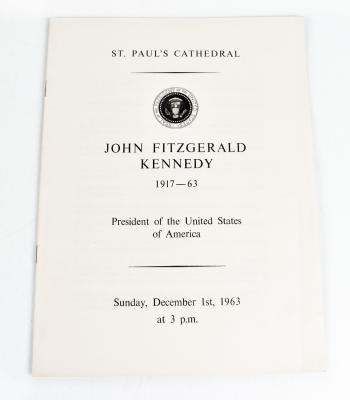 ST. PAUL'S CATHEDRAL
JOHN FITZGERALD
KENNEDY
1917—63
President of the United States
of America
Sunday, December 1st, 1963
at 3 p.m.